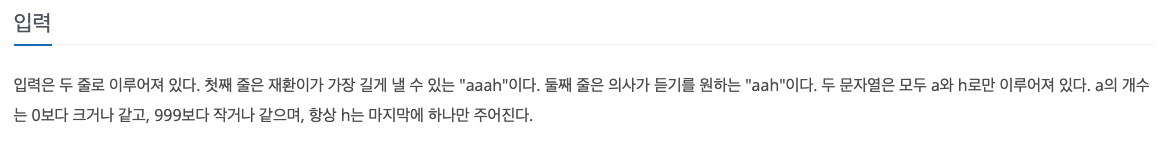 입력
입력은 두 줄로 이루어져 있다. 첫째 줄은 재환이가 가장 길게 낼 수 있는 "aaah"이다. 둘째 줄은 의사가 듣기를 원하는 "aah"이다. 두 문자열은 모두 a와 h로만 이루어져 있다. a의 개수
는 0보다 크거나 같고, 999보다 작거나 같으며, 항상 h는 마지막에 하나만 주어진다.